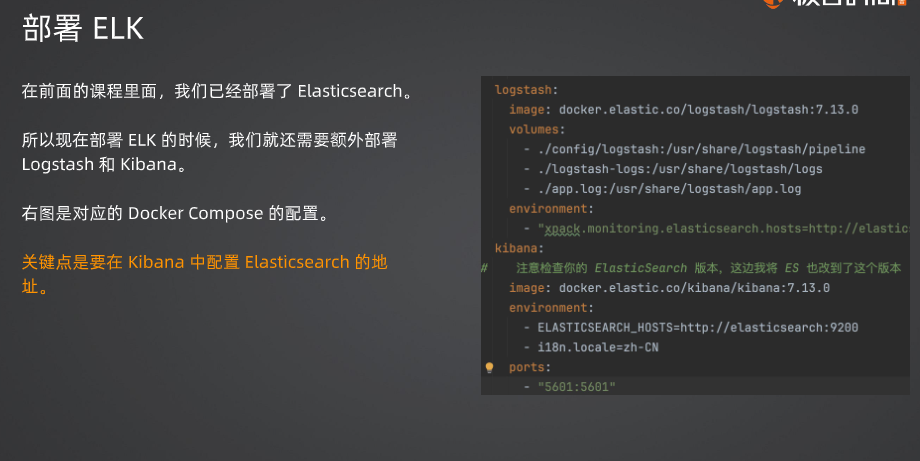 部署 ELK
在前面的课程里面，我们已经部署了 Elasticsearch。
所以现在部署 ELK 的时候，我们就还需要额外部署
Logstash 和 Kibana。
右图是对应的 Docker Compose 的配置。
关键点是要在 Kibana 中配置 Elasticsearch 的地
址。
logstash:
image: docker.elastic.co/logstash/logstash:7.13.0
volumes:
- ./config/logstash:/usr/share/logstash/pipeline
- ./logstash-logs:/usr/share/logstash/logs
- ./app.log:/usr/share/logstash/app.log
environment:
- "xpack.monitoring.elasticsearch.hosts=http://elastics
kibana:
# 注意检查你的 ElasticSearch 版本，这边我将 ES 也改到了这个版本
image: docker.elastic.co/kibana/kibana:7.13.0
environment:
- ELASTICSEARCH_HOSTS=http://elasticsearch:9200
- i18n.locale=zh-CN
ports:
- "5601:5601"